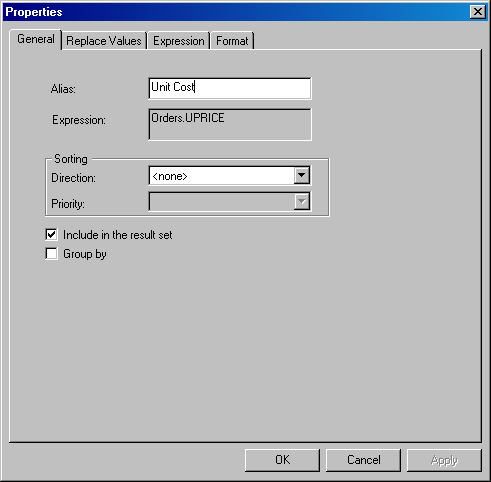 Properties
General Replace Values Expression Format
Alias: Unit Cost
Expression: Orders.UPRICE
Sorting
Direction: <none>
Priority:
Include in the result set
Group by
OK Cancel Apply